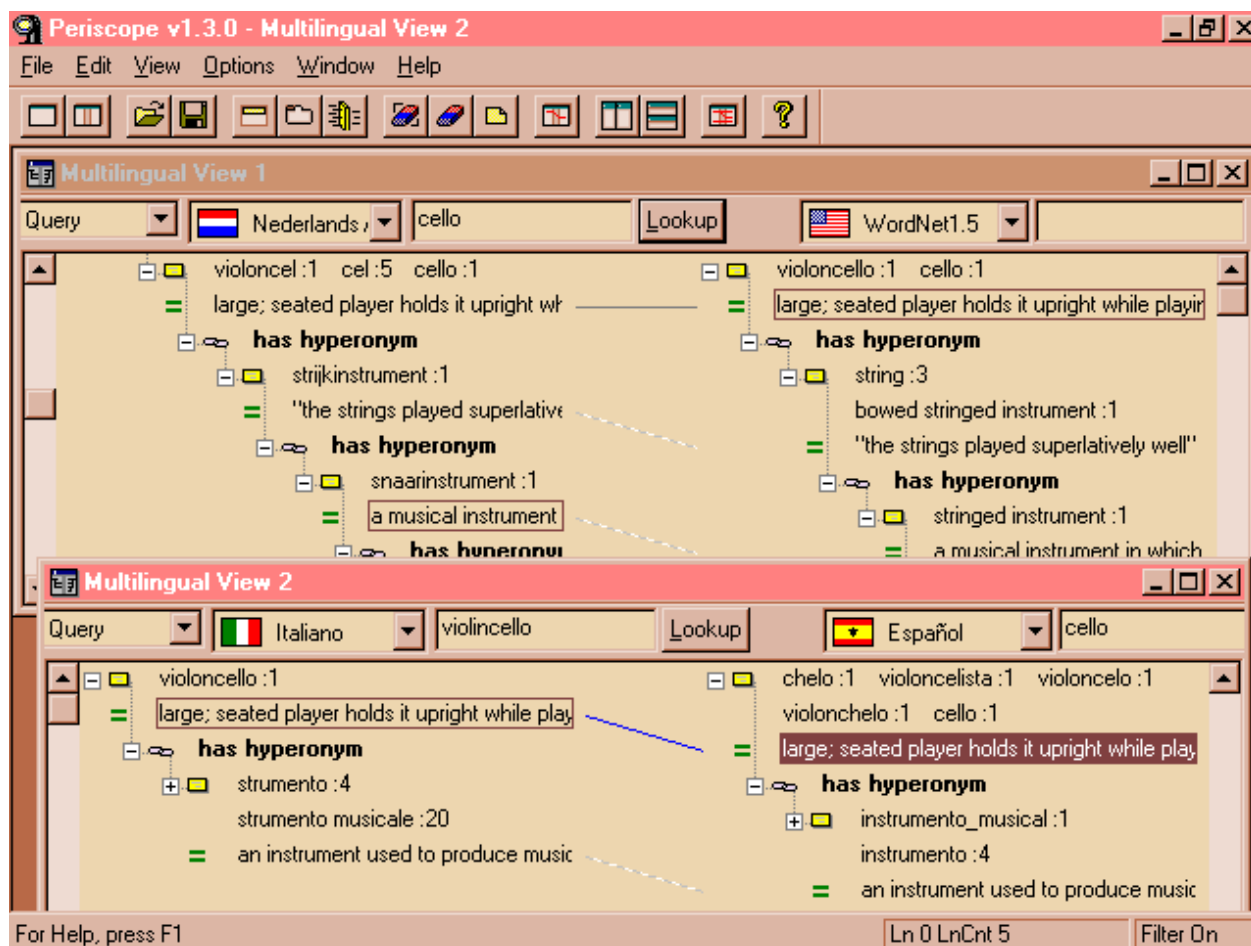 Periscope v1.3.0 - Multilingual View 2
File Edit View Options Window Help
Multilingual View 1
Query Nederlands cello Lookup WordNet1.5
violoncel :1 cel :5 cello :1 violoncello :1 cello :1
large; seated player holds it upright wh large; seated player holds it upright while playin
has hyperonym has hyperonym
strijkinstrument :1 string :3
bowed stringed instrument :1
"the strings played superlative "the strings played superlatively well"
has hyperonym has hyperonym
snaarinstrument :1 stringed instrument :1
a musical instrument a musical instrument in which
has hyperonym
Multilingual View 2
Query Italiano violincello Lookup Español cello
violoncello :1 chelo :1 violoncelista :1 violoncelo :1
violonchelo :1 cello :1
large; seated player holds it upright while play large; seated player holds it upright while play
has hyperonym has hyperonym
strumento :4 instrumento_musical :1
strumento musicale :20 instrumento :4
an instrument used to produce music an instrument used to produce music
For Help, press F1 Ln 0 LnCnt 5 Filter On